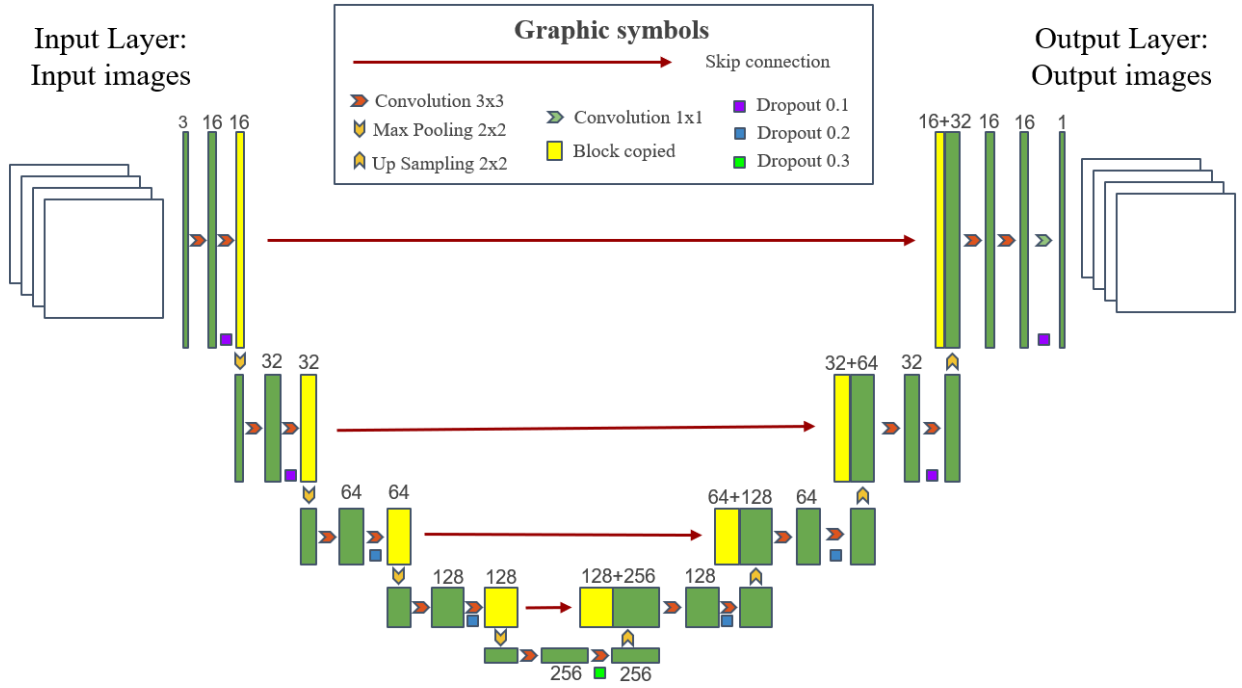 Input Layer:
Input images
Graphic symbols
Skip connection
Convolution 3x3
Max Pooling 2x2
Up Sampling 2x2
Convolution 1x1
Block copied
Dropout 0.1
Dropout 0.2
Dropout 0.3
Output Layer:
Output images
3 16 16
16+32 16 16 1
32 32
32+64 32
64 64
64+128 64
128 128
128+256 128
256 256